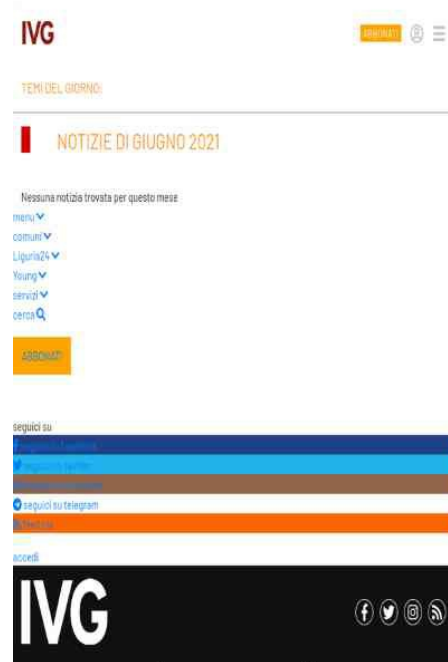 IVG
ABBONATI
TEMI DEL GIORNO:
NOTIZIE DI GIUGNO 2021
Nessuna notizia trovata per questo mese
menu
comuni
Liguria24
Young
servizi
cerca
ABBONATI
seguici su
seguici su telegram
feed rss
accedi
IVG